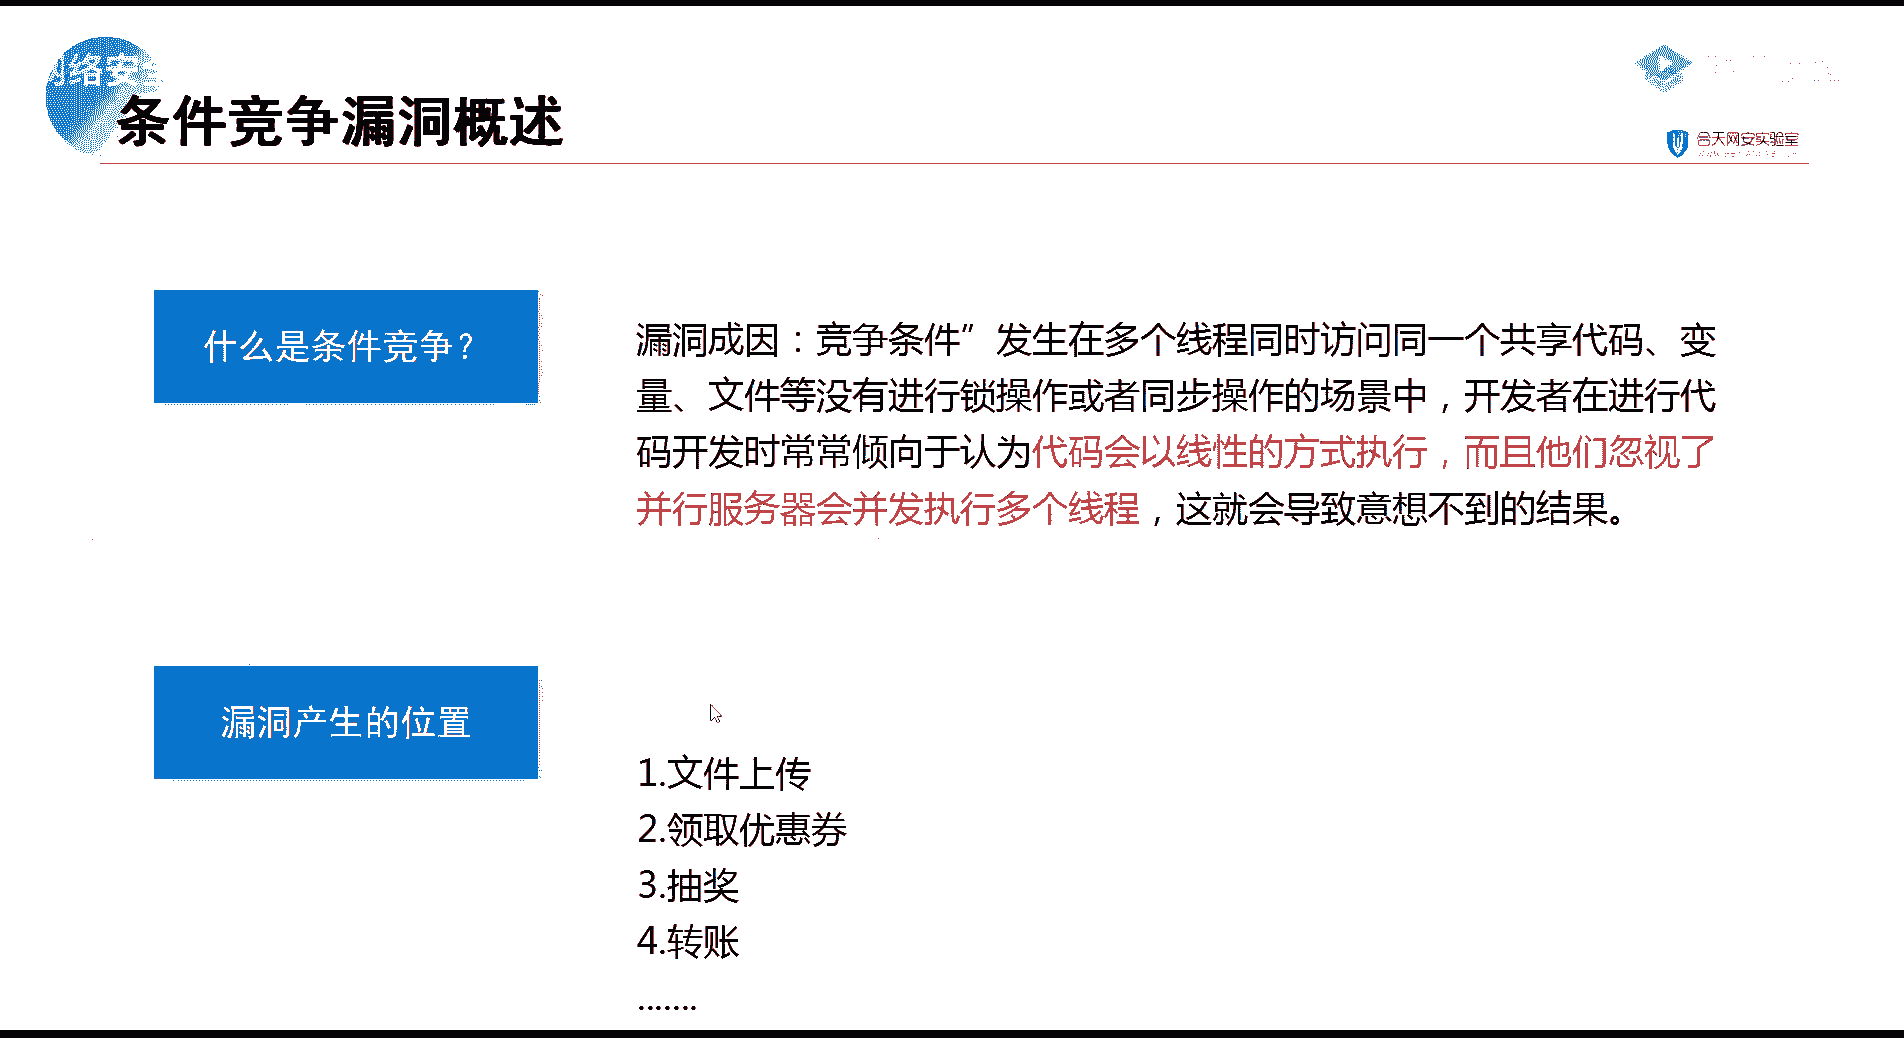 网络安
条件竞争漏洞概述
合天网安实验室
什么是条件竞争？
漏洞成因：竞争条件”发生在多个线程同时访问同一个共享代码、变
量、文件等没有进行锁操作或者同步操作的场景中，开发者在进行代
码开发时常常倾向于认为代码会以线性的方式执行，而且他们忽视了
并行服务器会并发执行多个线程，这就会导致意想不到的结果。
漏洞产生的位置
1.文件上传
2.领取优惠券
3.抽奖
4.转账
.......